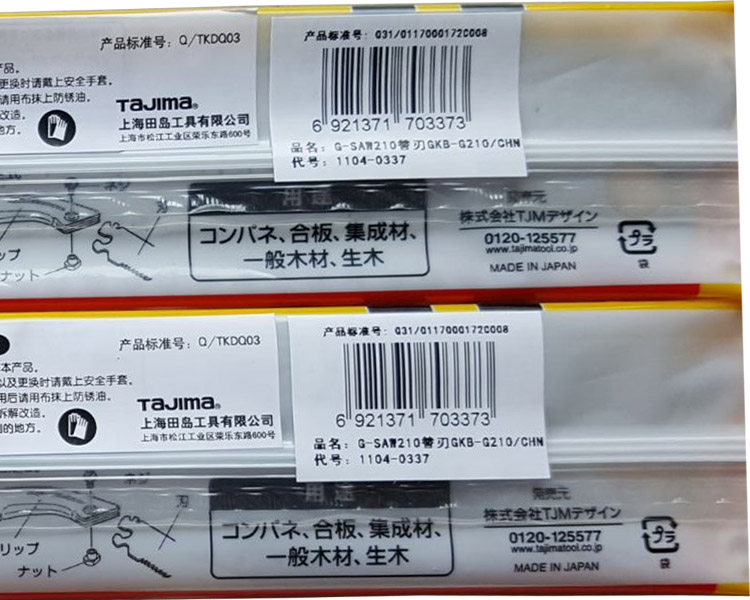 产品标准号：Q/TKDQ03
产品。
更换时请戴上安全手套。
请用布抹上防锈油。
改造。
地方。
TaJIma®
上海田岛工具有限公司
上海市松江工业区荣乐东路600号
产品标准号：Q31/0117000172C008
6 921371 703373
品名：G-SAW210替刃GKB-G210/CHN
代号：1104-0337
ネジ
刃
ップ
ナット
用途
コンパネ、合板、集成材、
一般木材、生木
発売元
株式会社TJMデザイン
0120-125577
www.tajimatool.co.jp
MADE IN JAPAN
プラ
袋
产品标准号：Q/TKDQ03
本产品。
以及更换时请戴上安全手套。
用后请用布抹上防锈油。
拆解改造。
的地方。
TaJIma®
上海田岛工具有限公司
上海市松江工业区荣乐东路600号
产品标准号：Q31/0117000172C008
6 921371 703373
品名：G-SAW210替刃GKB-G210/CHN
代号：1104-0337
ネジ
刃
リップ
ナット
用途
コンパネ、合板、集成材、
一般木材、生木
発売元
株式会社TJMデザイン
0120-125577
www.tajimatool.co.jp
MADE IN JAPAN
プラ
袋